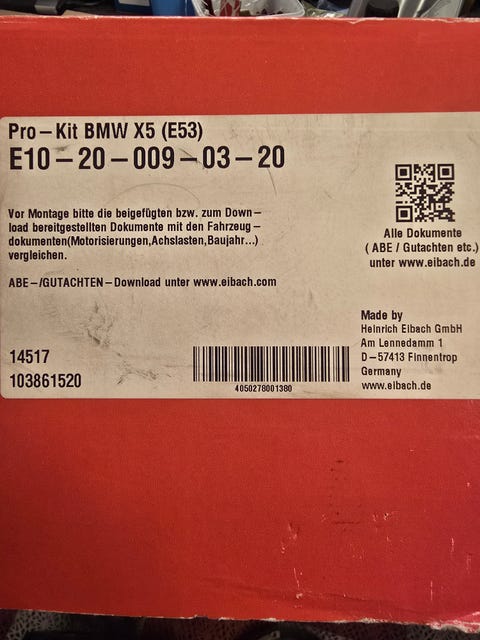 Pro-Kit BMW X5 (E53)
E10-20-009-03-20
Vor Montage bitte die beigefügten bzw. zum Down-
load bereitgestellten Dokumente mit den Fahrzeug-
dokumenten(Motorisierungen,Achslasten,Baujahr...)
vergleichen.
ABE-/GUTACHTEN-Download unter www.eibach.com
Alle Dokumente
( ABE / Gutachten etc.)
unter www.eibach.de
Made by
Heinrich Eibach GmbH
Am Lennedamm 1
D-57413 Finnentrop
Germany
www.eibach.de
14517
103861520
4050278001380